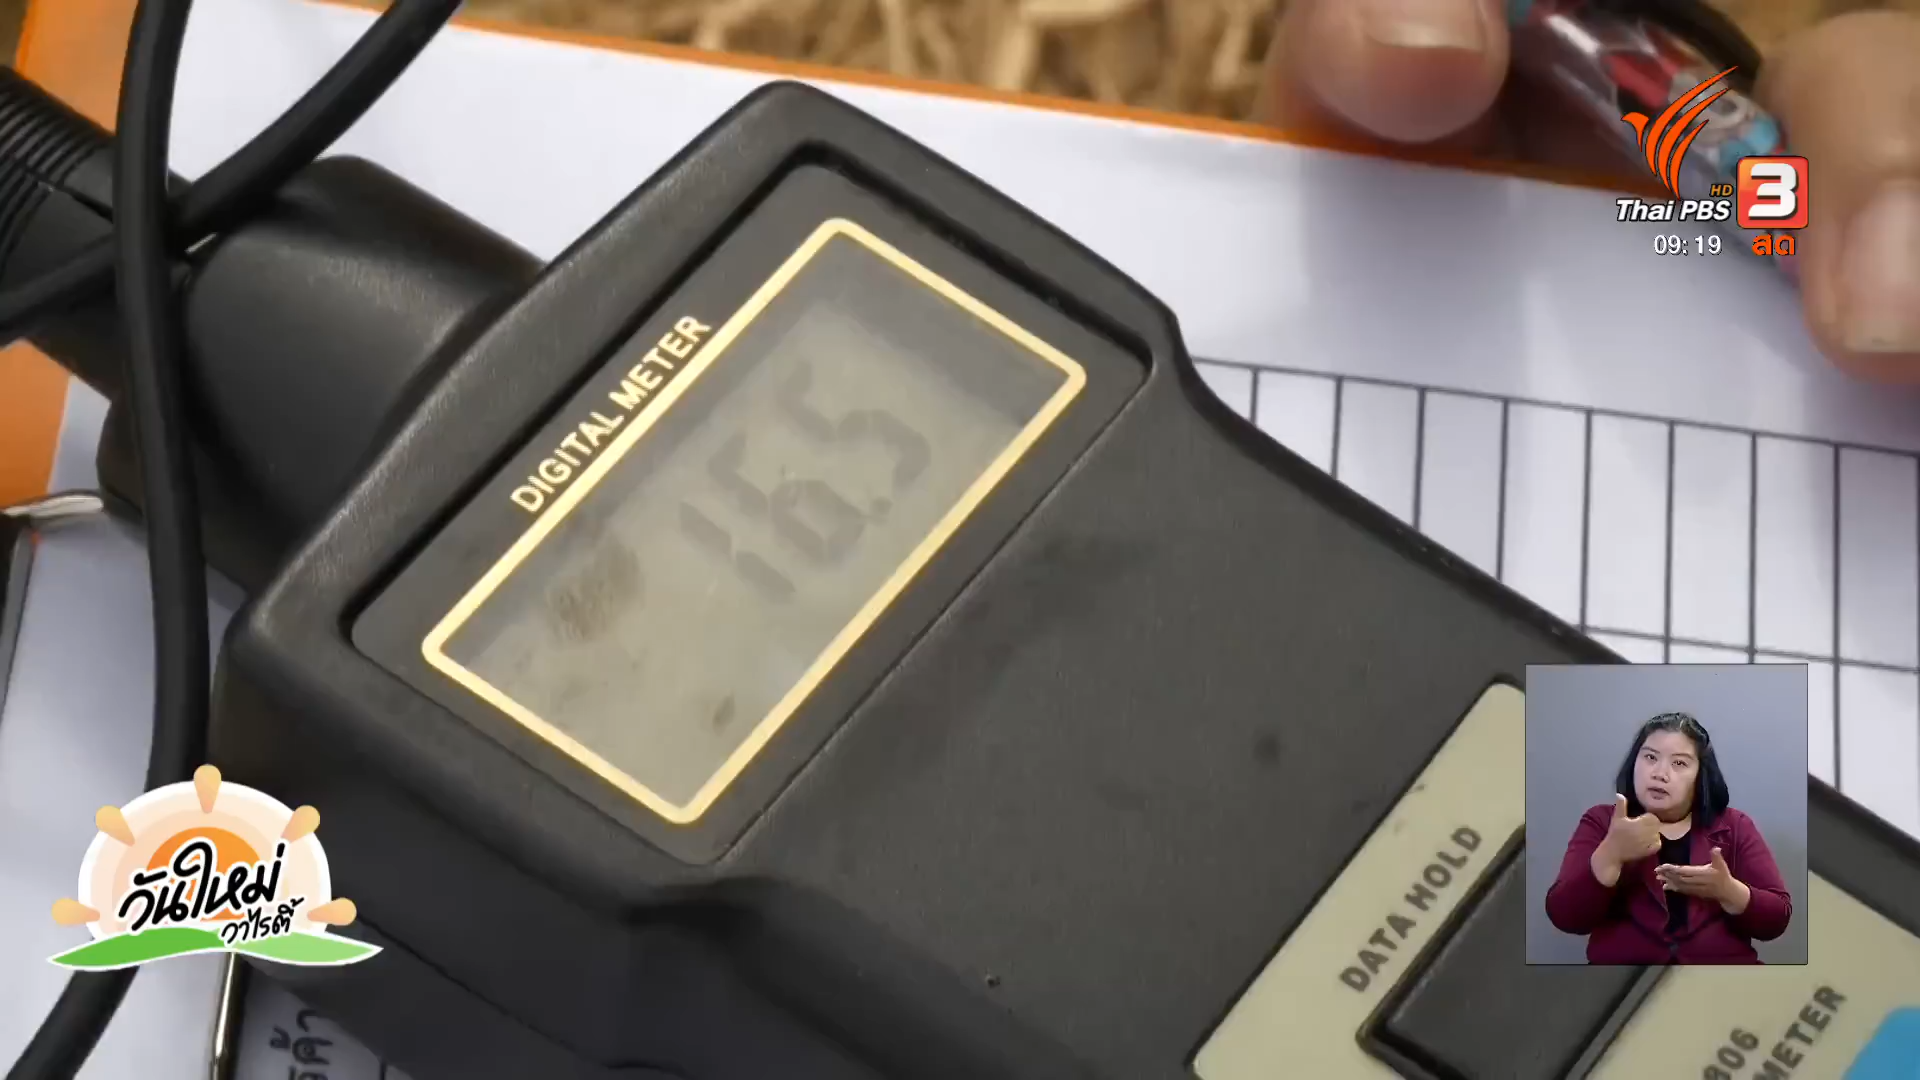 HD
Thai PBS 3
09:19 สด
DIGITAL METER
16.5
DATA HOLD
806
METER
วันใหม่
วาไรตี้